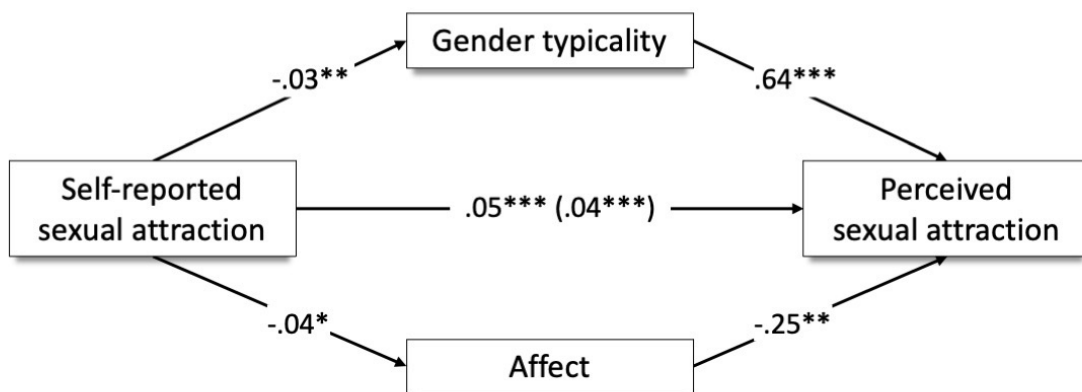 Gender typicality
-.03**
.64***
Self-reported
sexual attraction
.05*** (.04***)
Perceived
sexual attraction
-.04*
-.25**
Affect